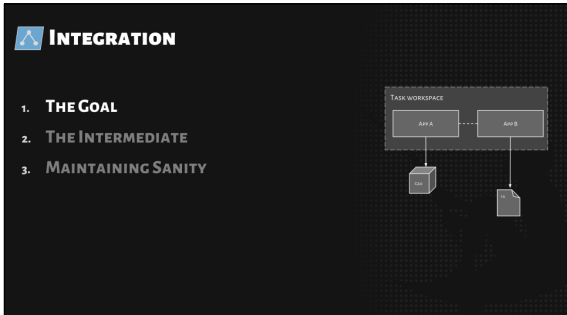 INTEGRATION
1. THE GOAL
2. THE INTERMEDIATE
3. MAINTAINING SANITY
TASK WORKSPACE
APP A
APP B